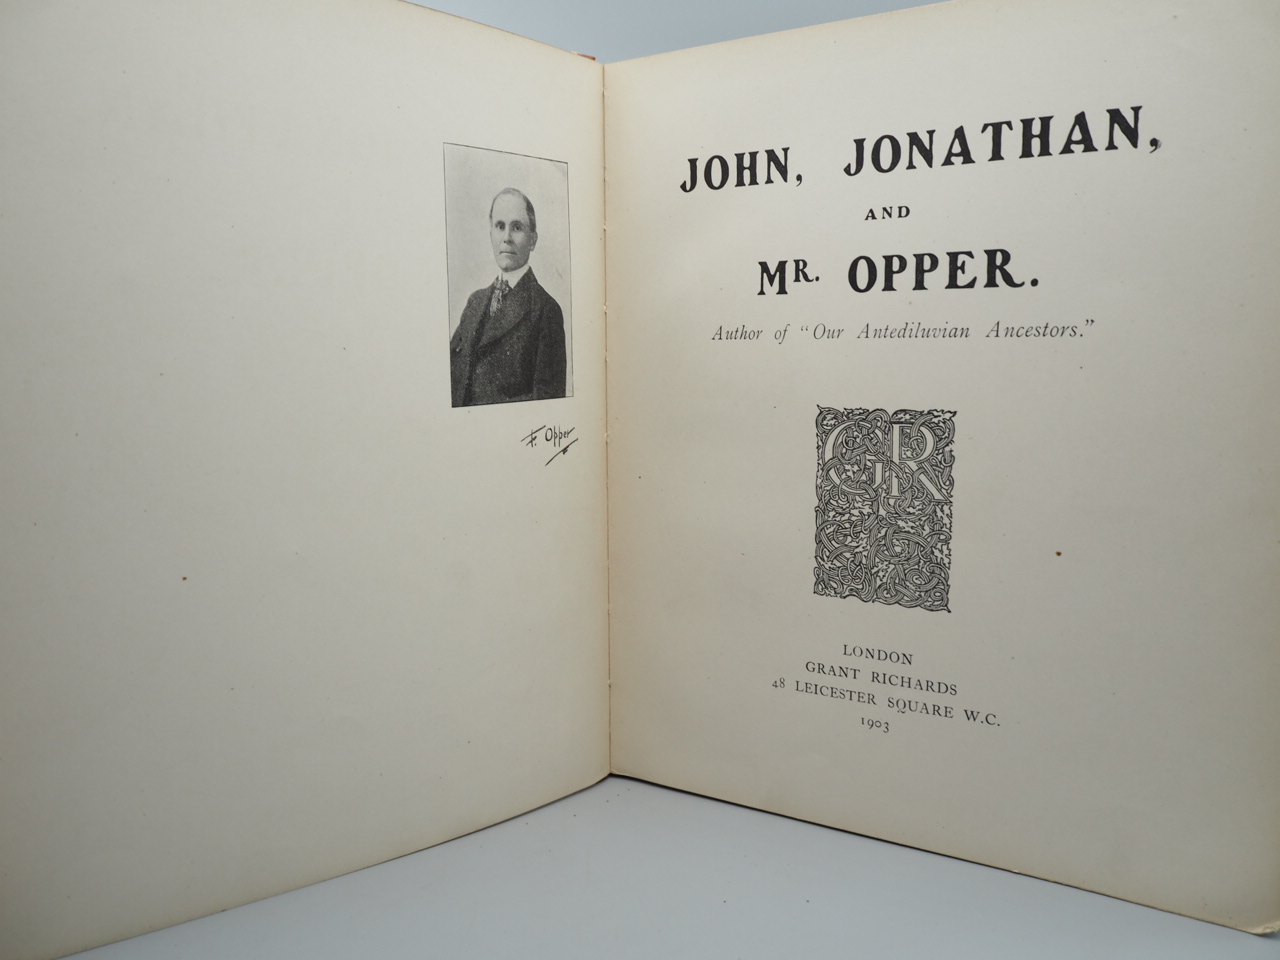 F. Opper
JOHN, JONATHAN,
AND
MR. OPPER.
Author of "Our Antediluvian Ancestors."
GR
LONDON
GRANT RICHARDS
48 LEICESTER SQUARE W.C.
1903